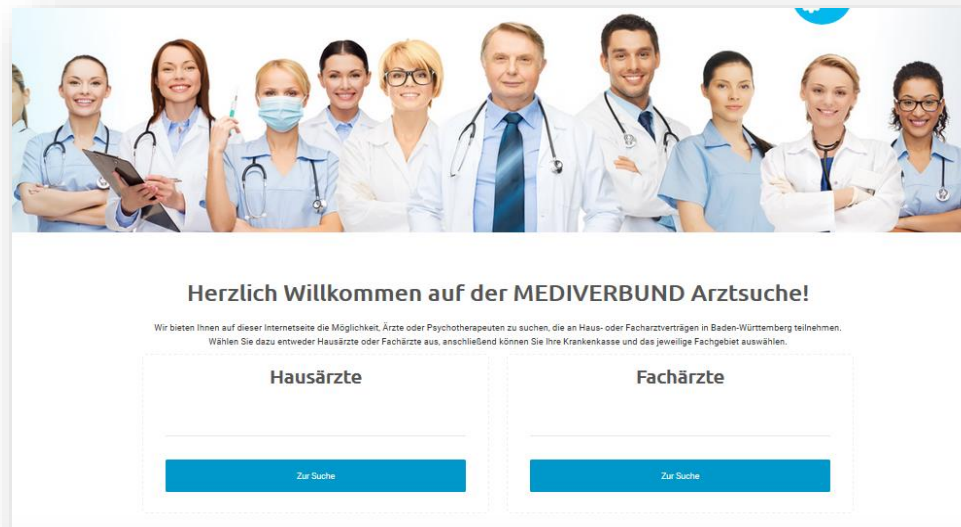 Herzlich Willkommen auf der MEDIVERBUND Arztsuche!
Wir bieten Ihnen auf dieser Internetseite die Möglichkeit, Ärzte oder Psychotherapeuten zu suchen, die an Haus- oder Facharztverträgen in Baden-Württemberg teilnehmen.
Wählen Sie dazu entweder Hausärzte oder Fachärzte aus, anschließend können Sie Ihre Krankenkasse und das jeweilige Fachgebiet auswählen.
Hausärzte
Fachärzte
Zur Suche
Zur Suche